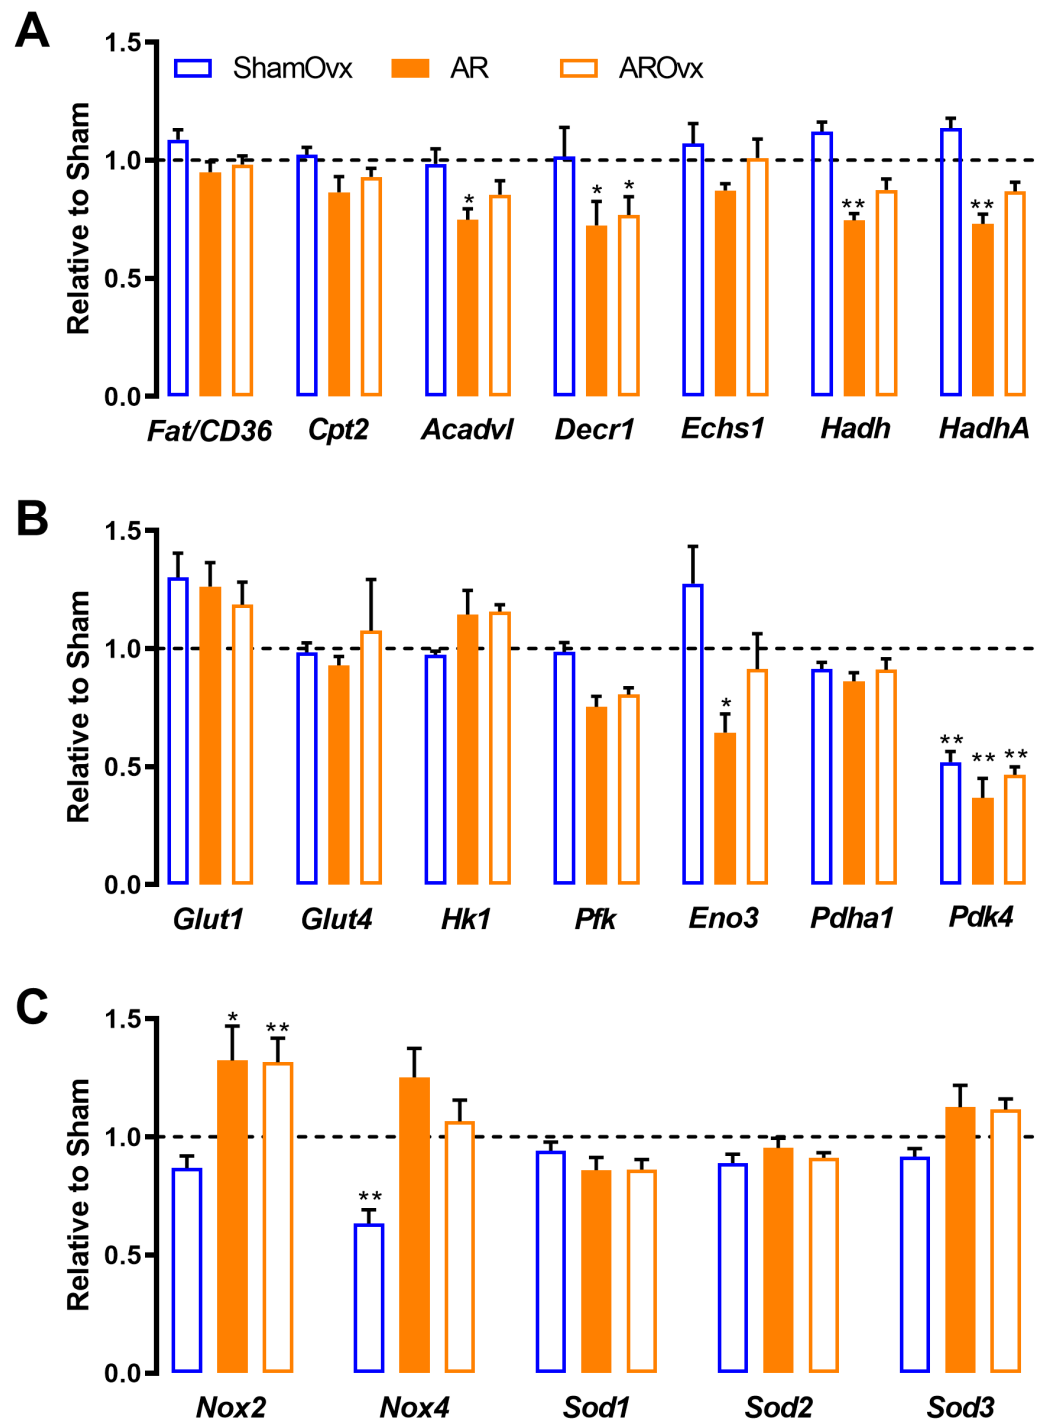 A
1.5
ShamOvx AR AROvx
Relative to Sham
1.0
* * * ** **
0.5
0.0
Fat/CD36 Cpt2 Acadvl Decr1 Echs1 Hadh HadhA
B
1.5
Relative to Sham
1.0
* ** ** **
0.5
0.0
Glut1 Glut4 Hk1 Pfk Eno3 Pdha1 Pdk4
C
1.5
* **
Relative to Sham
1.0
**
0.5
0.0
Nox2 Nox4 Sod1 Sod2 Sod3